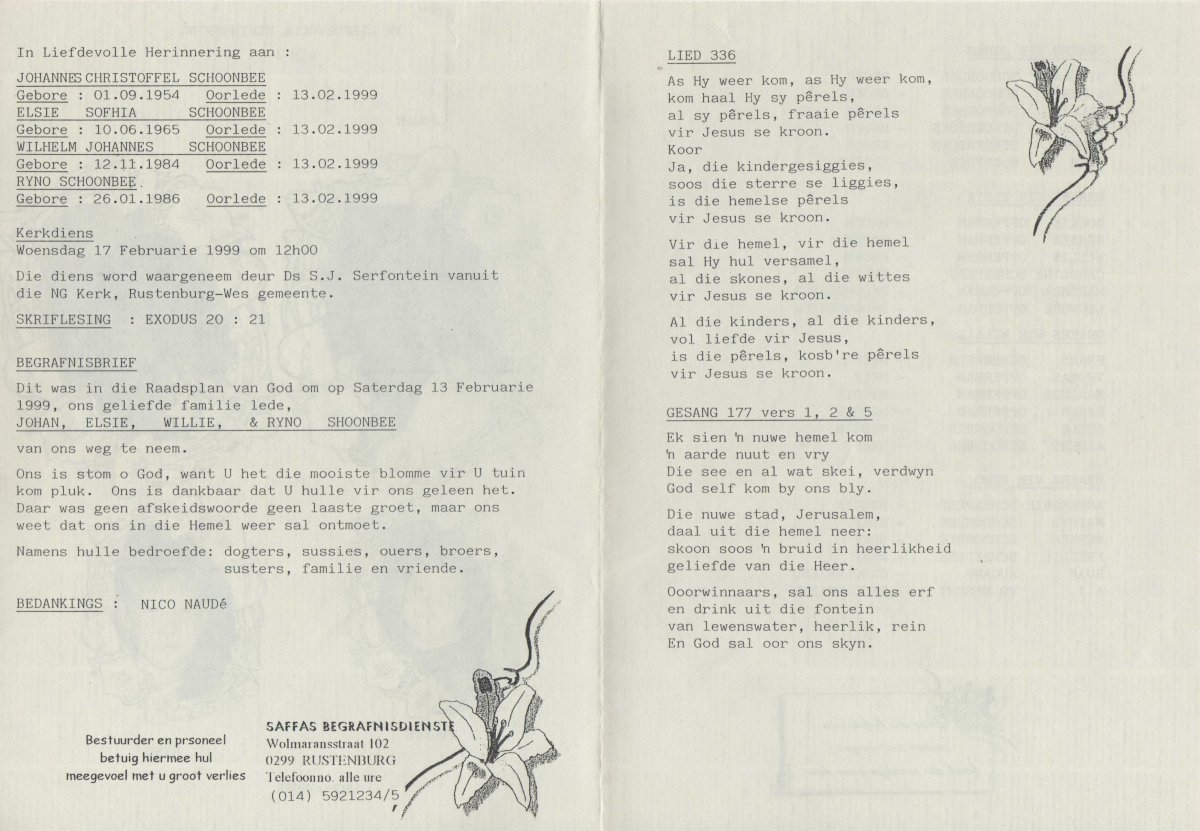 In Liefdevolle Herinnering aan :
JOHANNES CHRISTOFFEL SCHOONBEE
Gebore : 01.09.1954 Oorlede : 13.02.1999
ELSIE SOFHIA SCHOONBEE
Gebore : 10.06.1965 Oorlede : 13.02.1999
WILHELM JOHANNES SCHOONBEE
Gebore : 12.11.1984 Oorlede : 13.02.1999
RYNO SCHOONBEE
Gebore : 26.01.1986 Oorlede : 13.02.1999
Kerkdiens
Woensdag 17 Februarie 1999 om 12h00
Die diens word waargeneem deur Ds S.J. Serfontein vanuit
die NG Kerk, Rustenburg-Wes gemeente.
SKRIFLESING : EXODUS 20 : 21
BEGRAFNISBRIEF
Dit was in die Raadsplan van God om op Saterdag 13 Februarie
1999, ons geliefde familie lede,
JOHAN, ELSIE, WILLIE, & RYNO SHOONBEE
van ons weg te neem.
Ons is stom o God, want U het die mooiste blomme vir U tuin
kom pluk. Ons is dankbaar dat U hulle vir ons geleen het.
Daar was geen afskeidswoorde geen laaste groet, maar ons
weet dat ons in die Hemel weer sal ontmoet.
Namens hulle bedroefde: dogters, sussies, ouers, broers,
susters, familie en vriende.
BEDANKINGS : NICO NAUDé
Bestuurder en prsoneel
betuig hiermee hul
meegevoel met u groot verlies
SAFFAS BEGRAFNISDIENSTE
Wolmaransstraat 102
0299 RUSTENBURG
Telefoonno. alle ure
(014) 5921234/5
LIED 336
As Hy weer kom, as Hy weer kom,
kom haal Hy sy pêrels,
al sy pêrels, fraaie pêrels
vir Jesus se kroon.
Koor
Ja, die kindergesiggies,
soos die sterre se liggies,
is die hemelse pêrels
vir Jesus se kroon.
Vir die hemel, vir die hemel
sal Hy hul versamel,
al die skones, al die wittes
vir Jesus se kroon.
Al die kinders, al die kinders,
vol liefde vir Jesus,
is die pêrels, kosb're pêrels
vir Jesus se kroon.
GESANG 177 vers 1, 2 & 5
Ek sien 'n nuwe hemel kom
'n aarde nuut en vry
Die see en al wat skei, verdwyn
God self kom by ons bly.
Die nuwe stad, Jerusalem,
daal uit die hemel neer:
skoon soos 'n bruid in heerlikheid
geliefde van die Heer.
Ooorwinnaars, sal ons alles erf
en drink uit die fontein
van lewenswater, heerlik, rein
En God sal oor ons skyn.